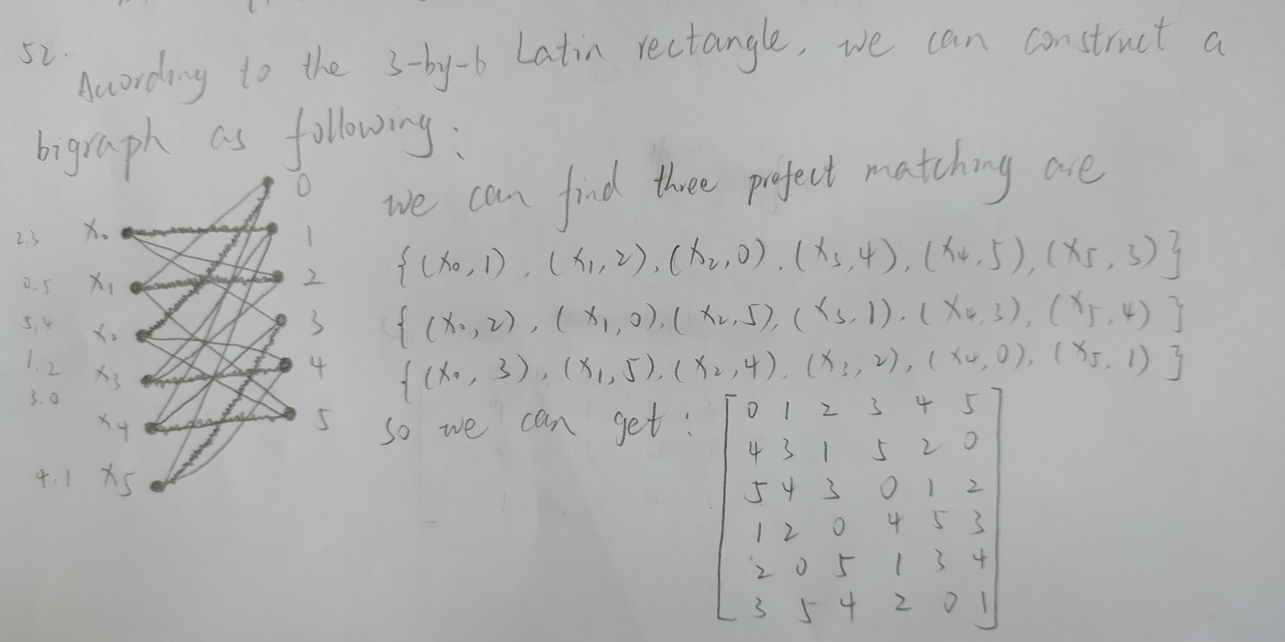 52.
According to the 3-by-6 Latin rectangle, we can construct a
bigraph as following:
we can find three prefect matching are
{(x₀,1), (x₁,2), (x₂,0), (x₃,4), (x₄,5), (x₅,3)}
{(x₀,2), (x₁,0), (x₂,5), (x₃,1), (x₄,3), (x₅,4)}
{(x₀,3), (x₁,5), (x₂,4), (x₃,2), (x₄,0), (x₅,1)}
so we can get:
0 1 2 3 4 5
4 3 1 5 2 0
5 4 3 0 1 2
1 2 0 4 5 3
2 0 5 1 3 4
3 5 4 2 0 1
0
2.3 x₀ 1
0.5 x₁ 2
5,4 x₂ 3
1.2 x₃ 4
3.0 x₄ 5
4.1 x₅